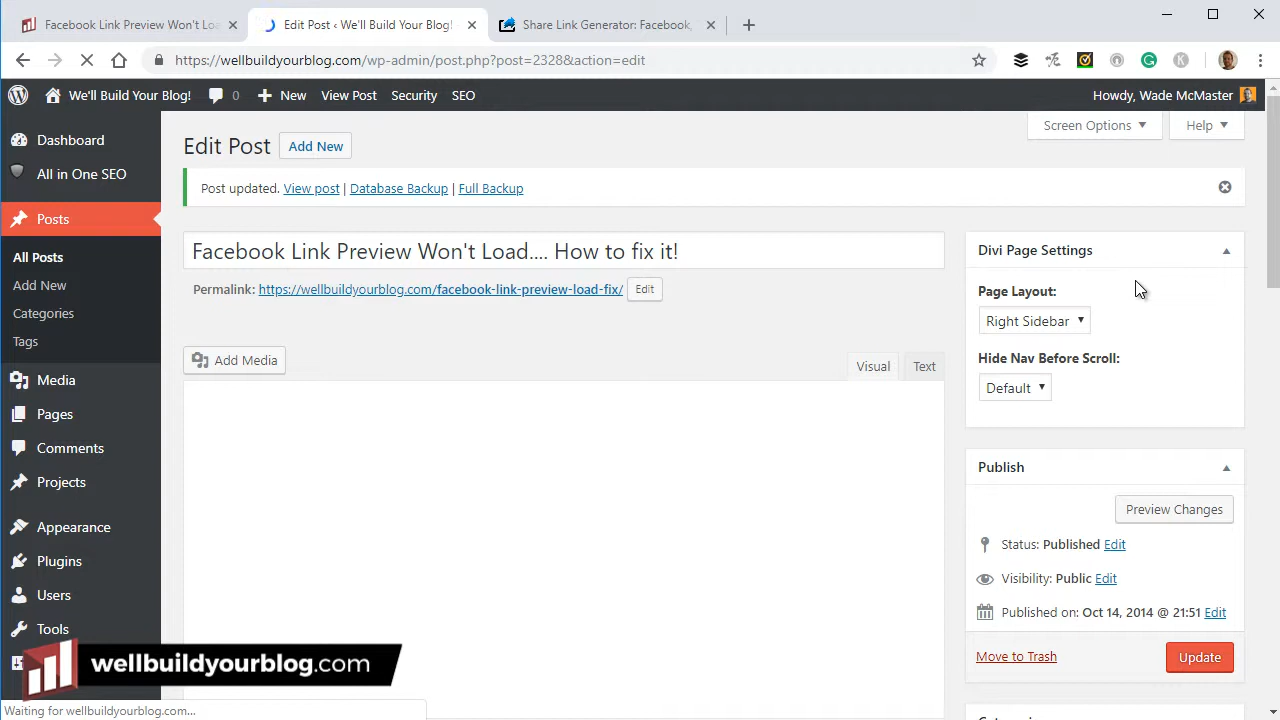 Facebook Link Preview Won't Loa
Edit Post ‹ We'll Build Your Blog!
Share Link Generator: Facebook,
https://wellbuildyourblog.com/wp-admin/post.php?post=2328&action=edit
We'll Build Your Blog! 0 New View Post Security SEO Howdy, Wade McMaster
Screen Options Help
Dashboard
All in One SEO
Posts
All Posts
Add New
Categories
Tags
Media
Pages
Comments
Projects
Appearance
Plugins
Users
Tools
Edit Post Add New
Post updated. View post | Database Backup | Full Backup
Facebook Link Preview Won't Load.... How to fix it!
Permalink: https://wellbuildyourblog.com/facebook-link-preview-load-fix/ Edit
Add Media
Visual Text
Divi Page Settings
Page Layout:
Right Sidebar
Hide Nav Before Scroll:
Default
Publish
Preview Changes
Status: Published Edit
Visibility: Public Edit
Published on: Oct 14, 2014 @ 21:51 Edit
Move to Trash Update
wellbuildyourblog.com
Waiting for wellbuildyourblog.com...